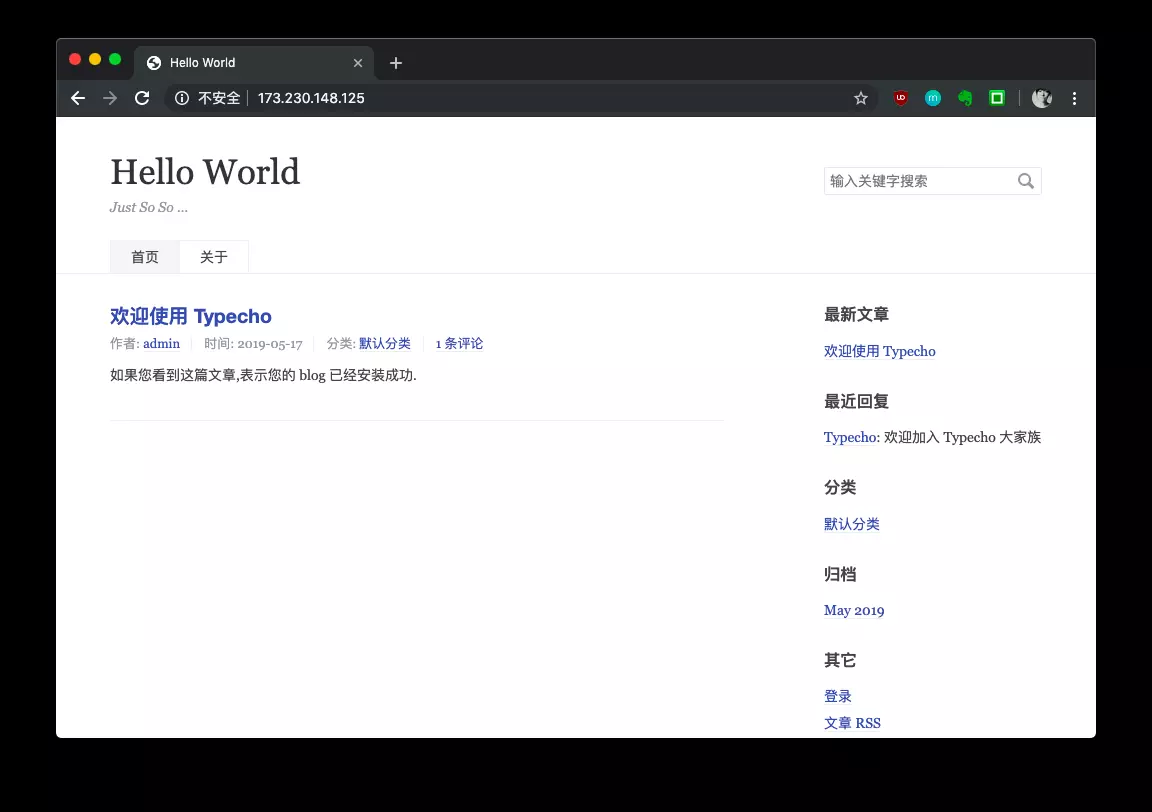 Hello World
不安全 173.230.148.125
Hello World
Just So So ...
输入关键字搜索
首页 关于
欢迎使用 Typecho
作者: admin 时间: 2019-05-17 分类: 默认分类 1 条评论
如果您看到这篇文章,表示您的 blog 已经安装成功.
最新文章
欢迎使用 Typecho
最近回复
Typecho: 欢迎加入 Typecho 大家族
分类
默认分类
归档
May 2019
其它
登录
文章 RSS